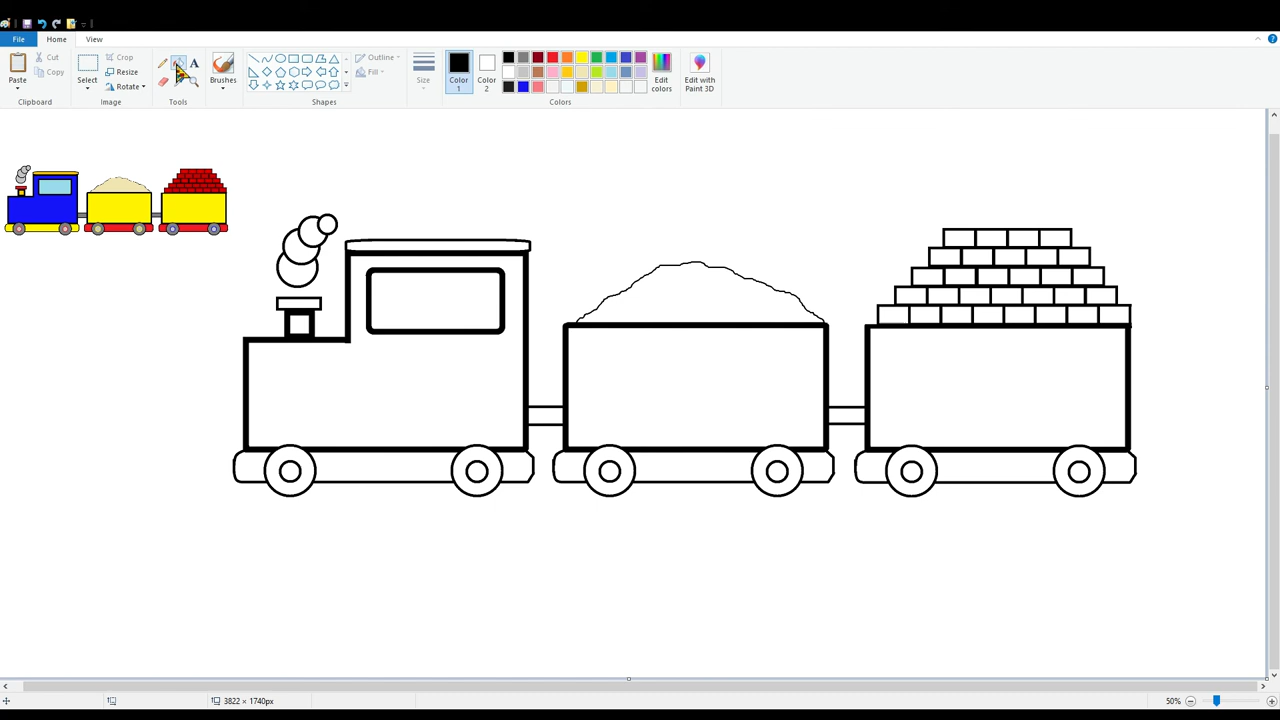 File Home View
Paste Cut Copy Clipboard
Select Crop Resize Rotate Image
A Tools
Brushes
Outline Fill Shapes
Size
Color 1 Color 2 Edit colors Colors
Edit with Paint 3D
3822 × 1740px 50%